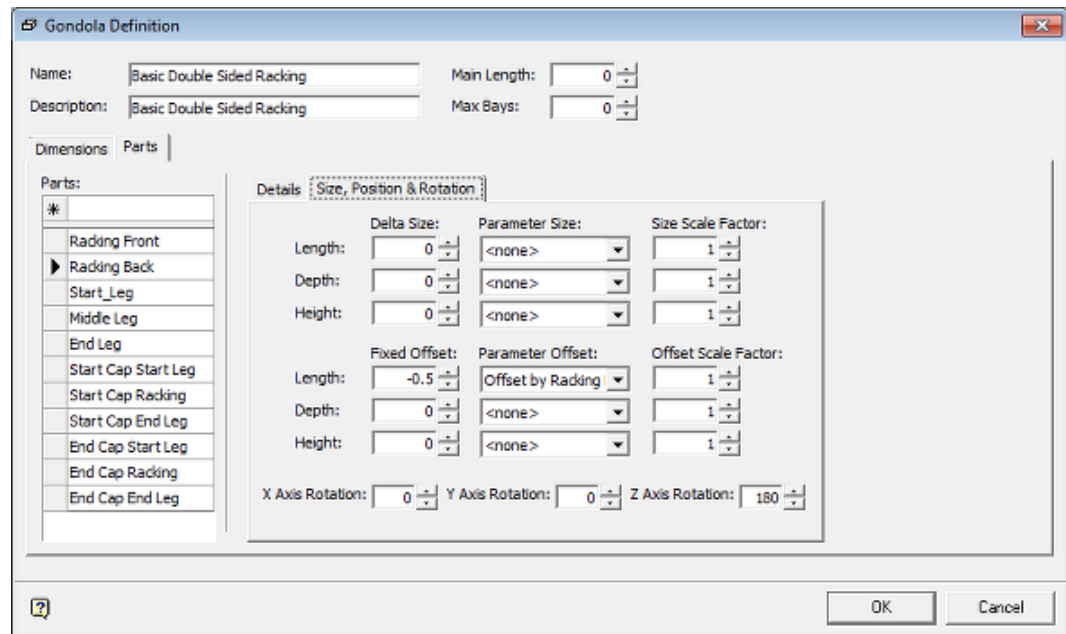 Gondola Definition
Name: Basic Double Sided Racking Main Length: 0
Description: Basic Double Sided Racking Max Bays: 0
Dimensions Parts
Parts:
Racking Front
Racking Back
Start_Leg
Middle Leg
End Leg
Start Cap Start Leg
Start Cap Racking
Start Cap End Leg
End Cap Start Leg
End Cap Racking
End Cap End Leg
Details Size, Position & Rotation
Delta Size: Parameter Size: Size Scale Factor:
Length: 0 <none> 1
Depth: 0 <none> 1
Height: 0 <none> 1
Fixed Offset: Parameter Offset: Offset Scale Factor:
Length: -0.5 Offset by Racking 1
Depth: 0 <none> 1
Height: 0 <none> 1
X Axis Rotation: 0 Y Axis Rotation: 0 Z Axis Rotation: 180
OK Cancel